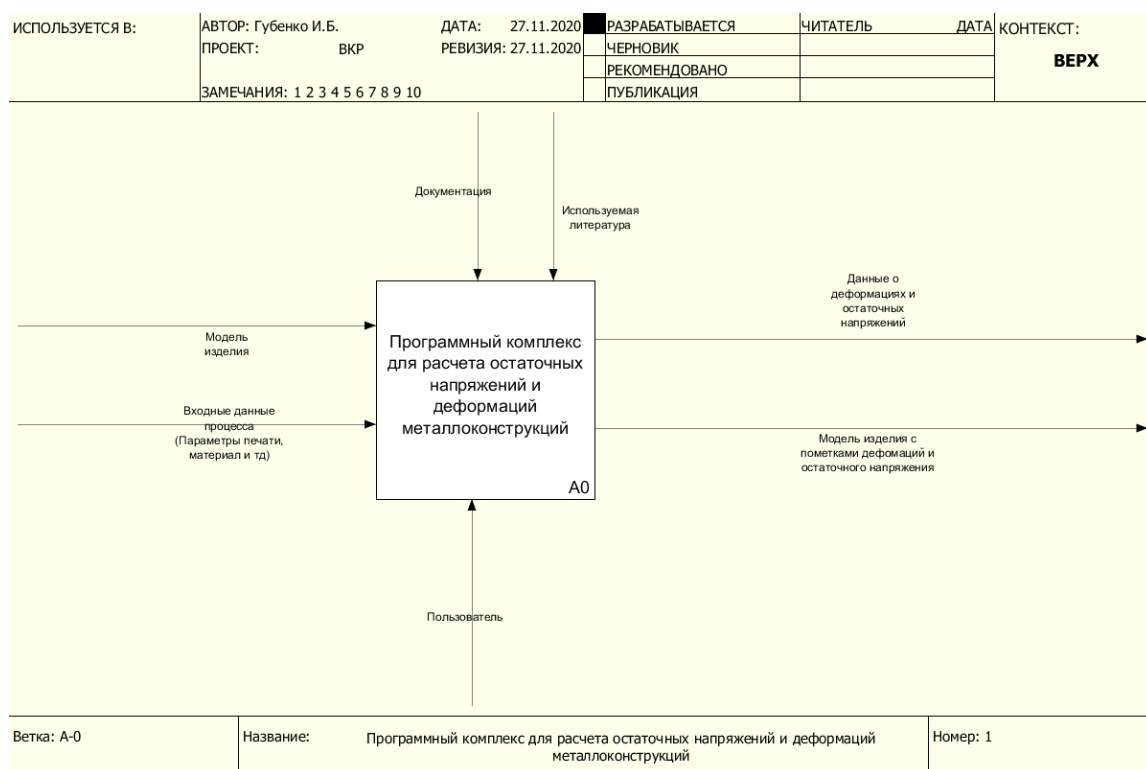 ИСПОЛЬЗУЕТСЯ В:
АВТОР: Губенко И.Б.
ДАТА: 27.11.2020
ПРОЕКТ: ВКР
РЕВИЗИЯ: 27.11.2020
ЗАМЕЧАНИЯ: 1 2 3 4 5 6 7 8 9 10
РАЗРАБАТЫВАЕТСЯ
ЧЕРНОВИК
РЕКОМЕНДОВАНО
ПУБЛИКАЦИЯ
ЧИТАТЕЛЬ ДАТА
КОНТЕКСТ:
ВЕРХ
Документация
Используемая
литература
Модель
изделия
Входные данные
процесса
(Параметры печати,
материал и тд)
Программный комплекс
для расчета остаточных
напряжений и
деформаций
металлоконструкций
A0
Данные о
деформациях и
остаточных
напряжений
Модель изделия с
пометками дефомаций и
остаточного напряжения
Пользователь
Ветка: A-0
Название: Программный комплекс для расчета остаточных напряжений и деформаций
металлоконструкций
Номер: 1